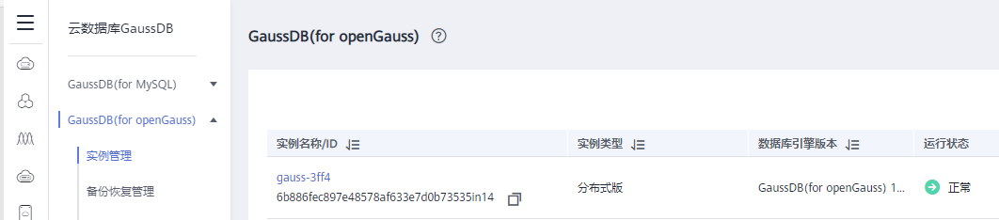 云数据库GaussDB
GaussDB(for MySQL)
GaussDB(for openGauss)
实例管理
备份恢复管理
GaussDB(for openGauss)
实例名称/ID 实例类型 数据库引擎版本 运行状态
gauss-3ff4
6b886fec897e48578af633e7d0b73535in14 分布式版 GaussDB(for openGauss) 1... 正常